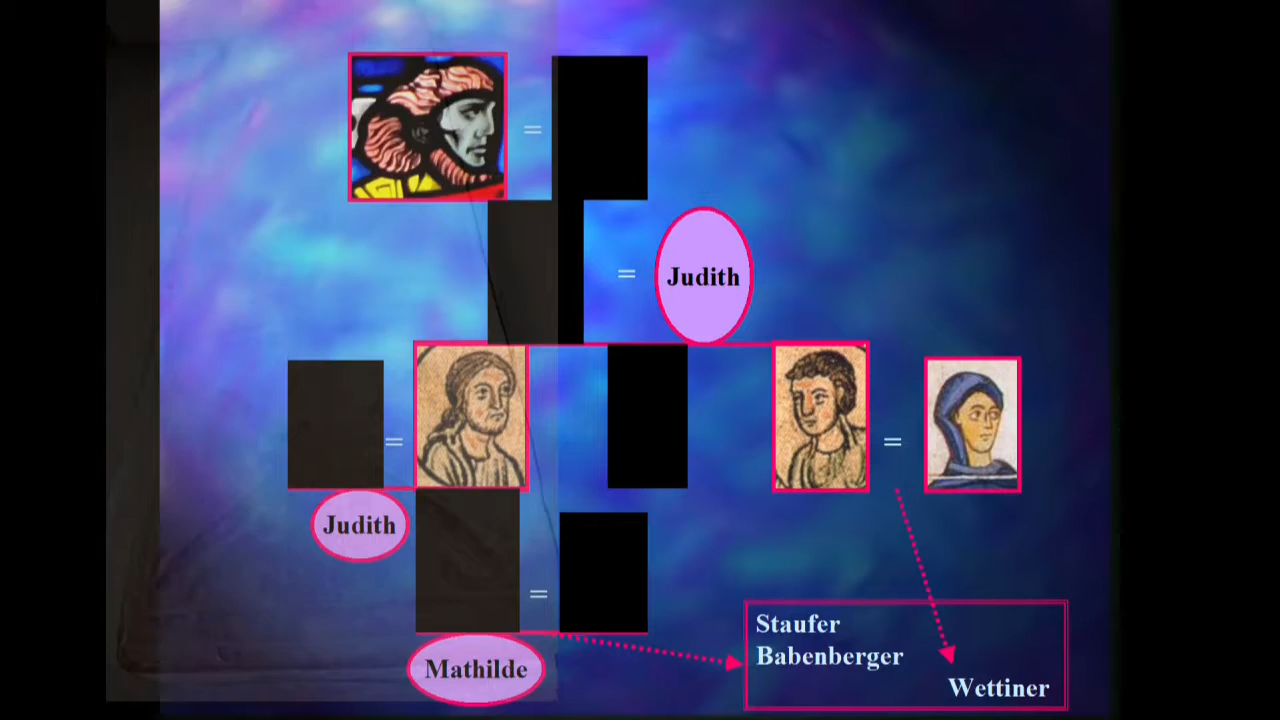 =
=
Judith
=
=
Judith
=
Mathilde
Staufer
Babenberger
Wettiner